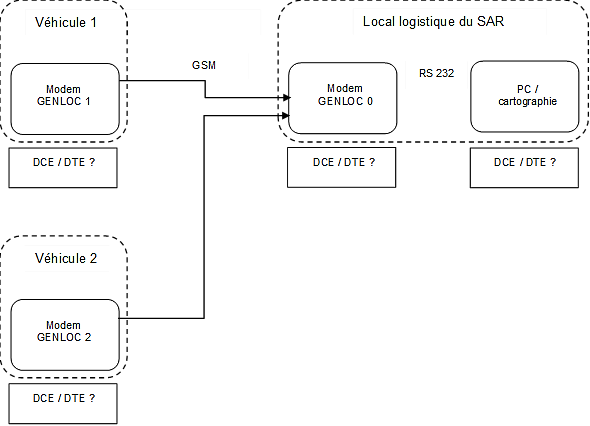 Véhicule 1
Modem
GENLOC 1
DCE / DTE ?
GSM
Local logistique du SAR
Modem
GENLOC 0
RS 232
PC /
cartographie
DCE / DTE ?
DCE / DTE ?
Véhicule 2
Modem
GENLOC 2
DCE / DTE ?